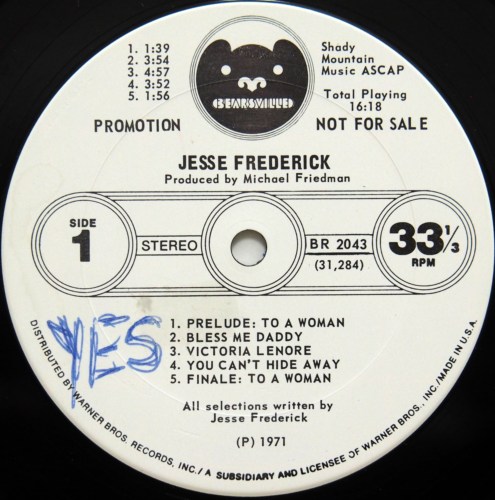 1. 1:39
2. 3:54
3. 4:57
4. 3:52
5. 1:56
BEARSVILLE
Shady
Mountain
Music ASCAP
Total Playing
16:18
PROMOTION
NOT FOR SALE
JESSE FREDERICK
Produced by Michael Friedman
SIDE
1
STEREO
BR 2043
(31,284)
33 1/3
RPM
YES
1. PRELUDE: TO A WOMAN
2. BLESS ME DADDY
3. VICTORIA LENORE
4. YOU CAN'T HIDE AWAY
5. FINALE: TO A WOMAN
All selections written by
Jesse Frederick
(P) 1971
DISTRIBUTED BY WARNER BROS. RECORDS, INC./A SUBSIDIARY AND LICENSEE OF WARNER BROS., INC./MADE IN U.S.A.